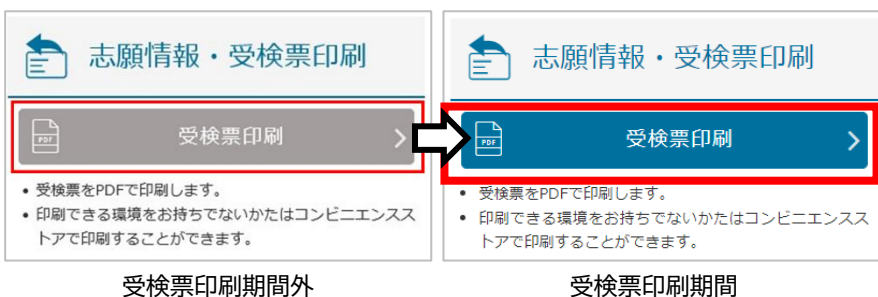 志願情報・受検票印刷
PDF
受検票印刷
• 受検票をPDFで印刷します。
• 印刷できる環境をお持ちでないかたはコンビニエンスス
トアで印刷することができます。
受検票印刷期間外
志願情報・受検票印刷
PDF
受検票印刷
• 受検票をPDFで印刷します。
• 印刷できる環境をお持ちでないかたはコンビニエンスス
トアで印刷することができます。
受検票印刷期間